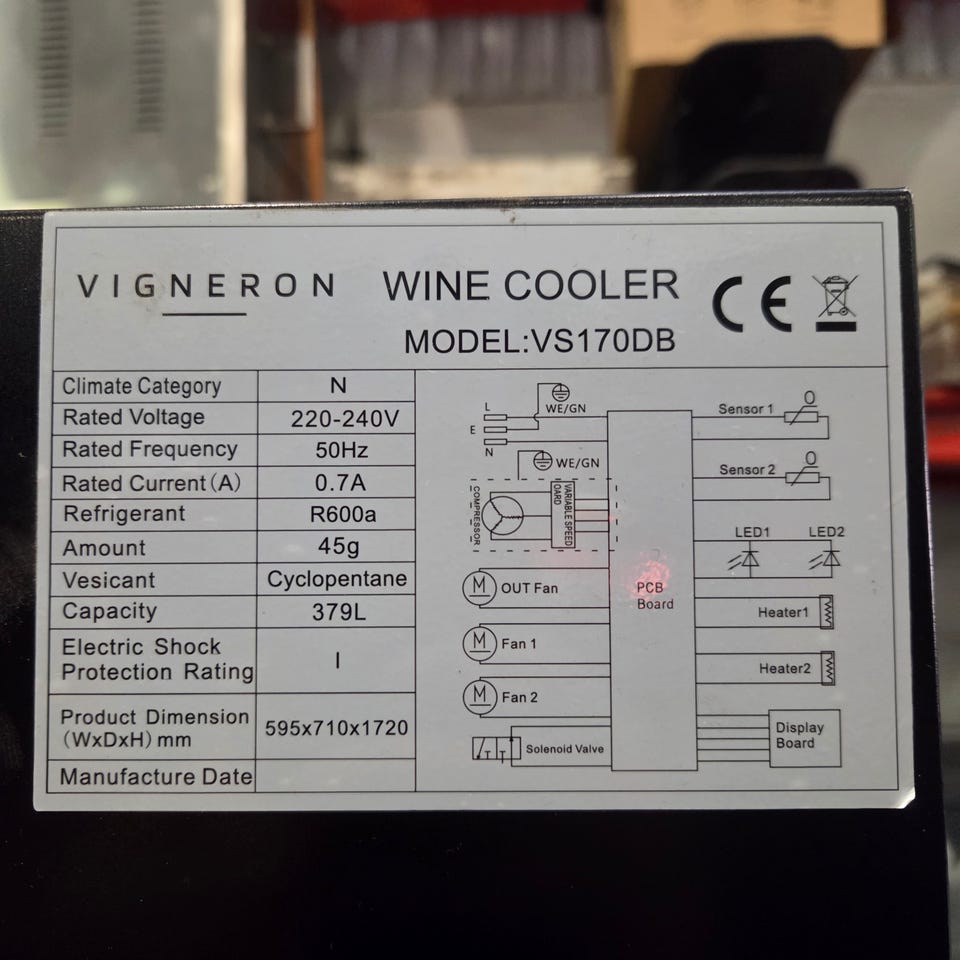 VIGNERON
WINE COOLER
MODEL:VS170DB
CE
Climate Category N
Rated Voltage 220-240V
Rated Frequency 50Hz
Rated Current(A) 0.7A
Refrigerant R600a
Amount 45g
Vesicant Cyclopentane
Capacity 379L
Electric Shock
Protection Rating I
Product Dimension
(WxDxH) mm 595x710x1720
Manufacture Date
L
E
N
WE/GN
WE/GN
COMPRESSOR
VARIABLE SPEED
OARD
M OUT Fan
M Fan 1
M Fan 2
Solenoid Valve
PCB
Board
Sensor 1
Sensor 2
LED1 LED2
Heater1
Heater2
Display
Board